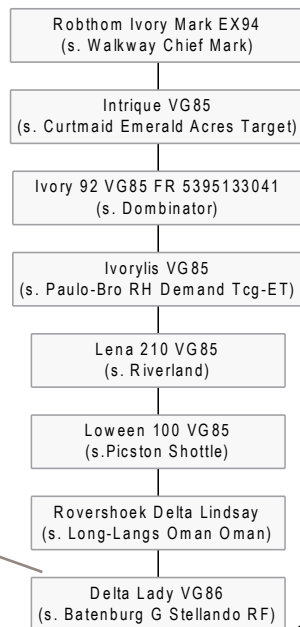 Robthom Ivory Mark EX94
(s. Walkway Chief Mark)
Intrique VG85
(s. Curtmaid Emerald Acres Target)
Ivory 92 VG85 FR 5395133041
(s. Dombinator)
Ivorylis VG85
(s. Paulo-Bro RH Demand Tcg-ET)
Lena 210 VG85
(s. Riverland)
Loween 100 VG85
(s.Picston Shottle)
Rovershoek Delta Lindsay
(s. Long-Langs Oman Oman)
Delta Lady VG86
(s. Batenburg G Stellando RF)